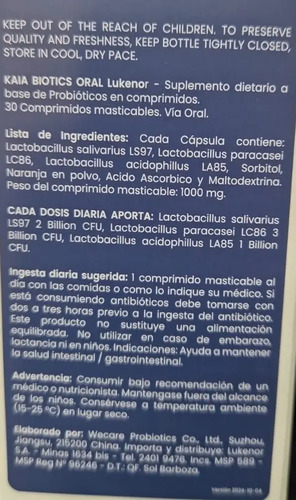 KEEP OUT OF THE REACH OF CHILDREN. TO PRESERVE
QUALITY AND FRESHNESS, KEEP BOTTLE TIGHTLY CLOSED,
STORE IN COOL, DRY PACE.
KAIA BIOTICS ORAL Lukenor - Suplemento dietario a
base de Probióticos en comprimidos.
30 Comprimidos masticables. Vía Oral.
Lista de Ingredientes: Cada Cápsula contiene:
Lactobacillus salivarius LS97, Lactobacillus paracasei
LC86, Lactobacillus acidophillus LA85, Sorbitol,
Naranja en polvo, Acido Ascorbico y Maltodextrina.
Peso del comprimido masticable: 1000 mg.
CADA DOSIS DIARIA APORTA: Lactobacillus salivarius
LS97 2 Billion CFU, Lactobacillus paracasei LC86 3
Billion CFU, Lactobacillus acidophillus LA85 1 Billion
CFU.
Ingesta diaria sugerida: 1 comprimido masticable al
día con las comidas o como lo indique su médico. Si
está consumiendo antibióticos debe tomarse con
dos a tres horas previo a la ingesta del antibiótico.
Este producto no sustituye una alimentación
equilibrada. No utilizar en caso de embarazo,
lactancia ni en niños. Indicaciones: Ayuda a mantener
la salud intestinal / gastrointestinal.
Advertencia: Consumir bajo recomendación de un
médico o nutricionista. Mantengase fuera del alcance
de los niños. Consérvese a temperatura ambiente
(15-25 °C) en lugar seco.
Elaborado por: Wecare Probiotics Co., Ltd, Suzhou,
Jiangsu, 215200 China. Importa y distribuye: Lukenor
S.A. - Minas 1634 bis - Tel: 2401 9476. Incs. MSP 589 -
MSP Reg N° 96246 - D.T.: QF. Sol Barboza.
Versión 2024-10-04